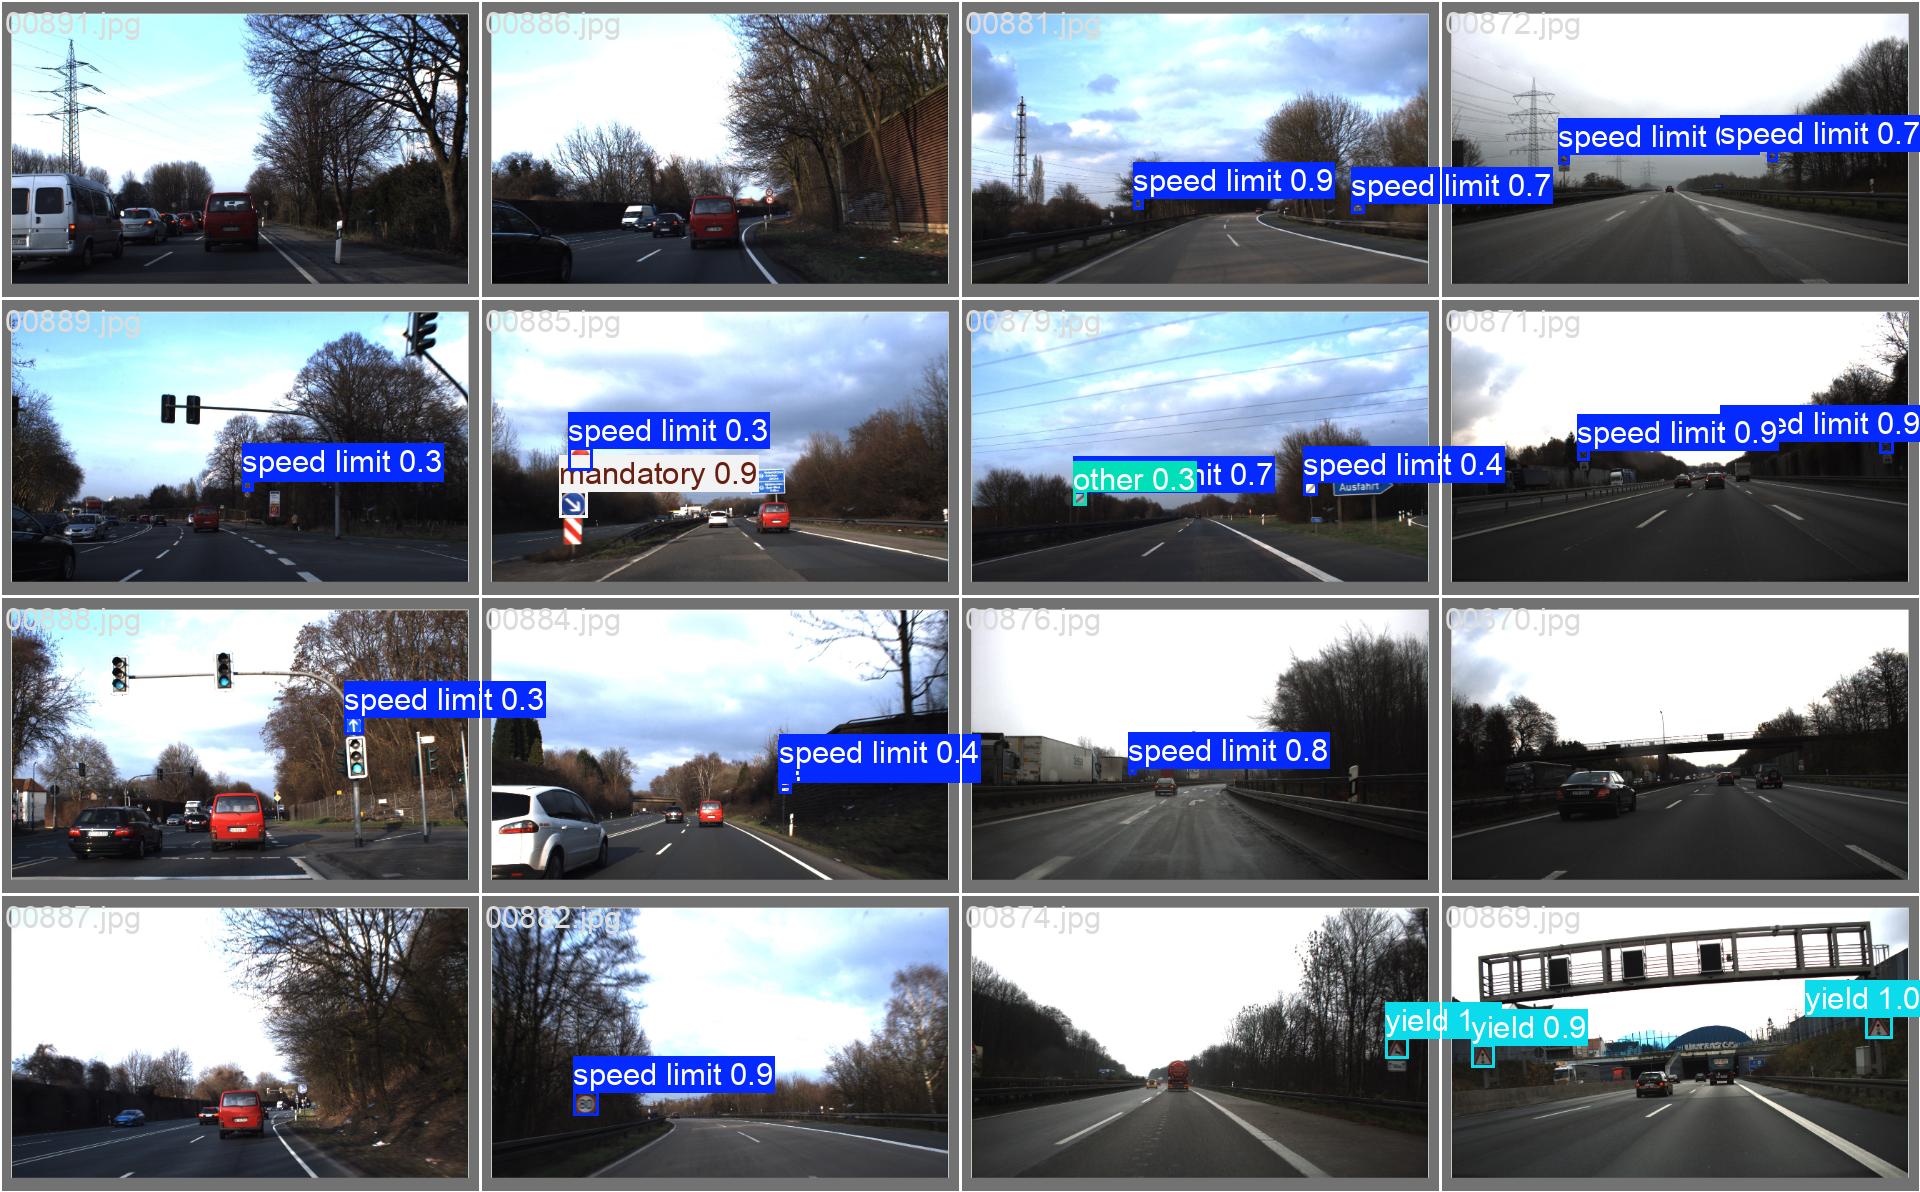 00891.jpg
00886.jpg
00881.jpg
speed limit 0.9
speed limit 0.7
00872.jpg
speed limit
speed limit 0.7
00889.jpg
speed limit 0.3
00885.jpg
speed limit 0.3
mandatory 0.9
00879.jpg
other 0.3
nit 0.7
speed limit 0.4
Ausfahrt
00871.jpg
speed limit 0.9
ed limit 0.9
00888.jpg
speed limit 0.3
00884.jpg
speed limit 0.4
00876.jpg
speed limit 0.8
00870.jpg
00887.jpg
00882.jpg
speed limit 0.9
00874.jpg
yield 1
00869.jpg
yield 0.9
yield 1.0